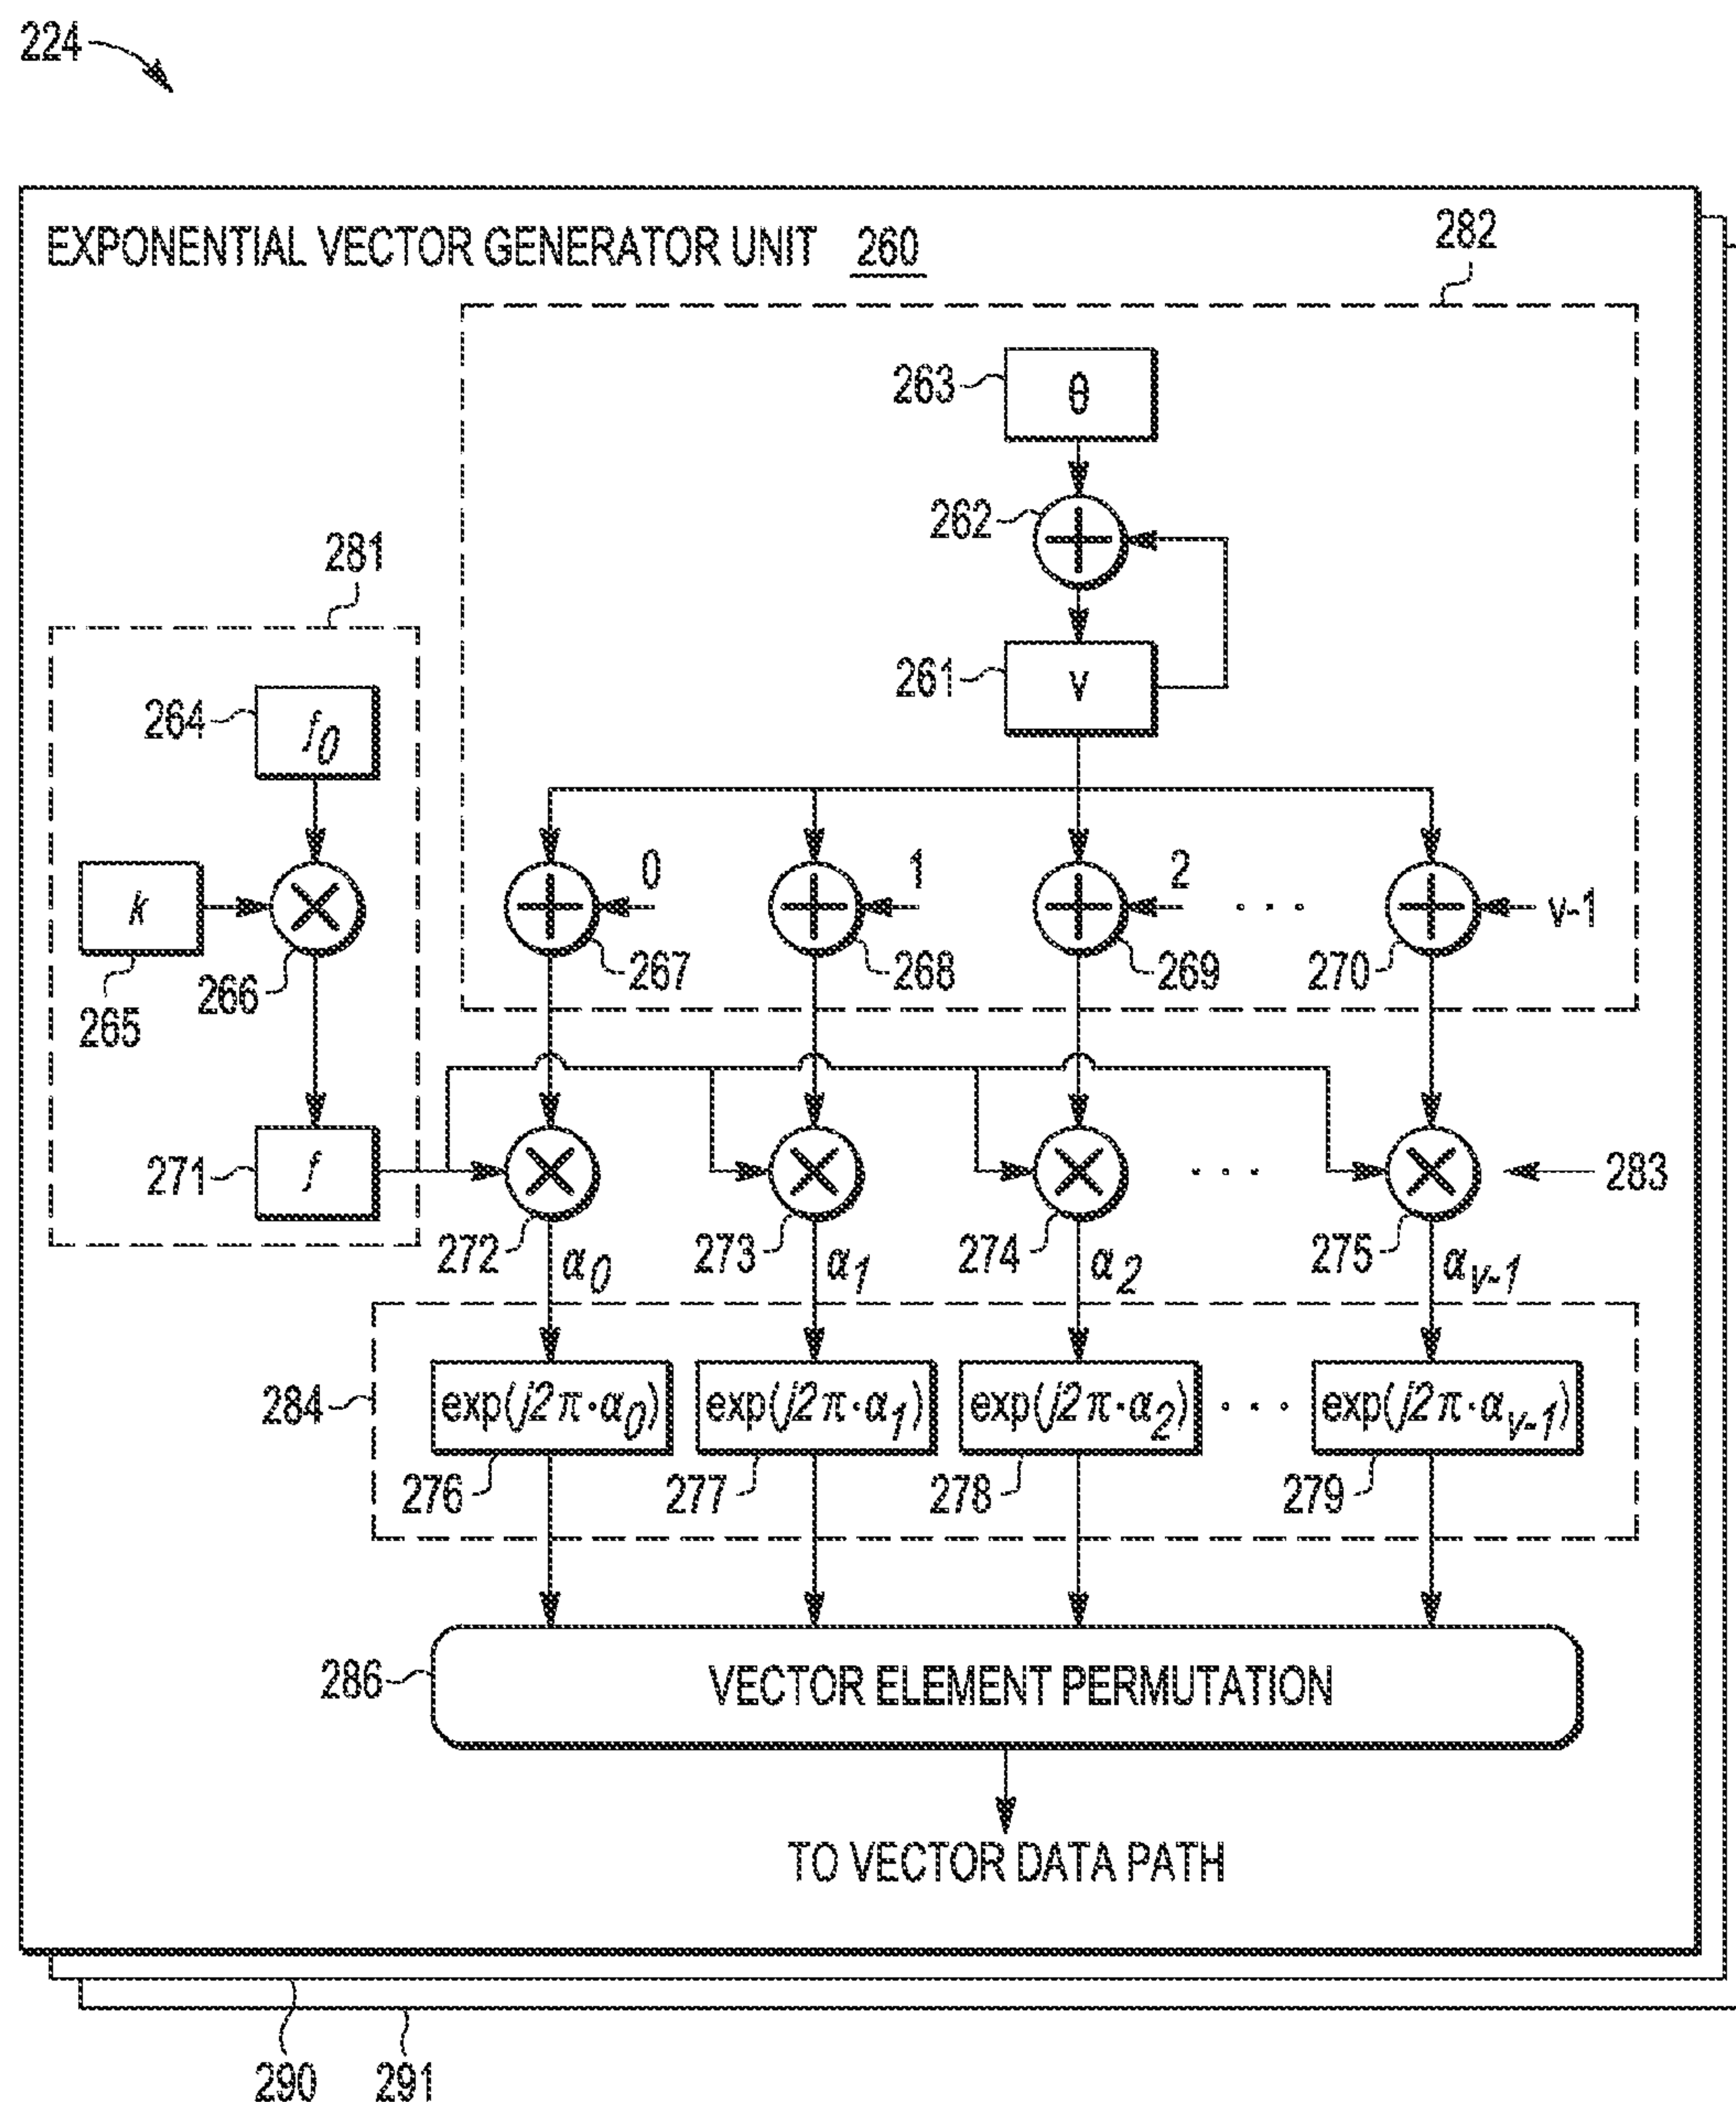 224
EXPONENTIAL VECTOR GENERATOR UNIT 260
282
263
θ
262
281
261
v
264
f0
0
1
2
k
. . .
v-1
267
268
269
270
266
265
271
f
. . .
283
272
α0
273
α1
274
α2
275
αv-1
284
exp(j2π·α0)
exp(j2π·α1)
exp(j2π·α2)
. . .
exp(j2π·αv-1)
276
277
278
279
286
VECTOR ELEMENT PERMUTATION
TO VECTOR DATA PATH
290
291